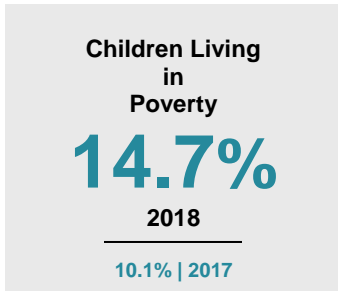 Children Living
in
Poverty
14.7%
2018
10.1% | 2017